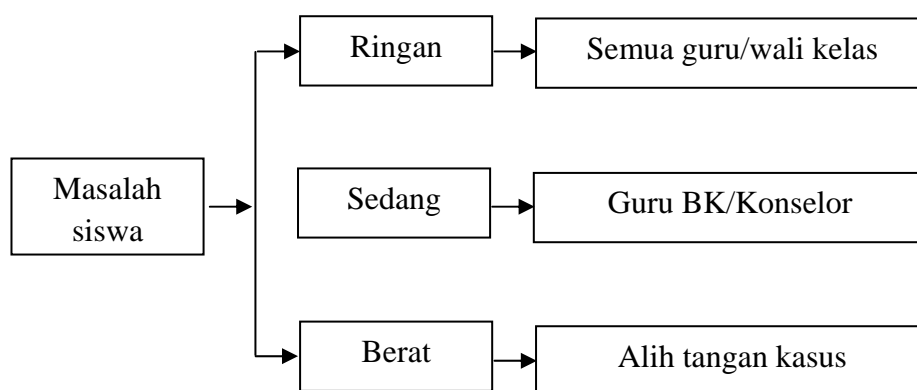 Ringan
Semua guru/wali kelas
Masalah
siswa
Sedang
Guru BK/Konselor
Berat
Alih tangan kasus